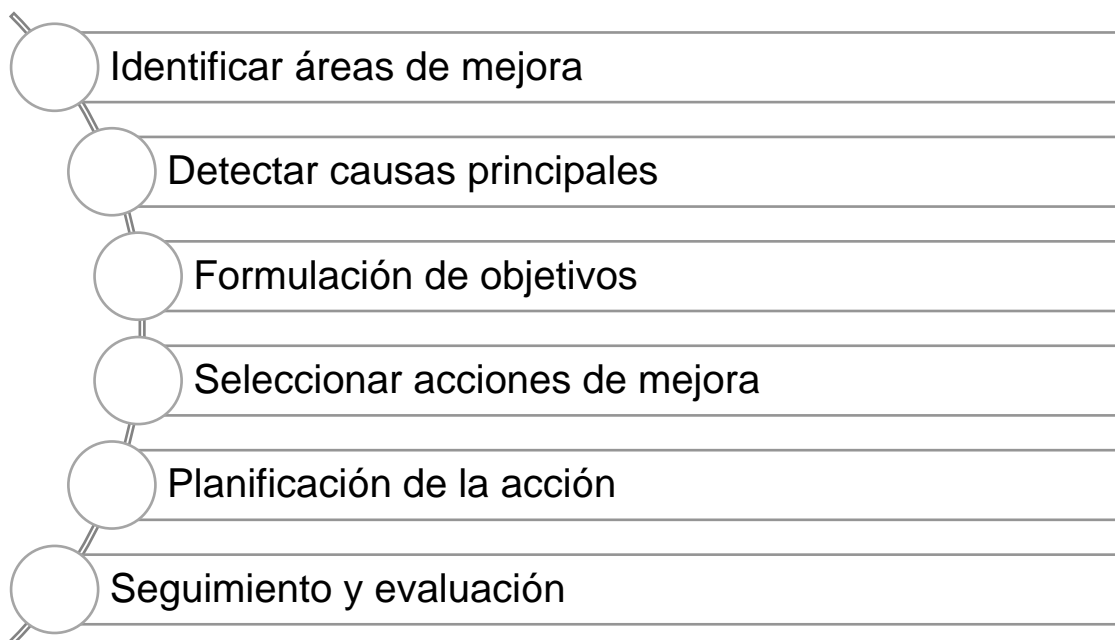 Identificar áreas de mejora
Detectar causas principales
Formulación de objetivos
Seleccionar acciones de mejora
Planificación de la acción
Seguimiento y evaluación